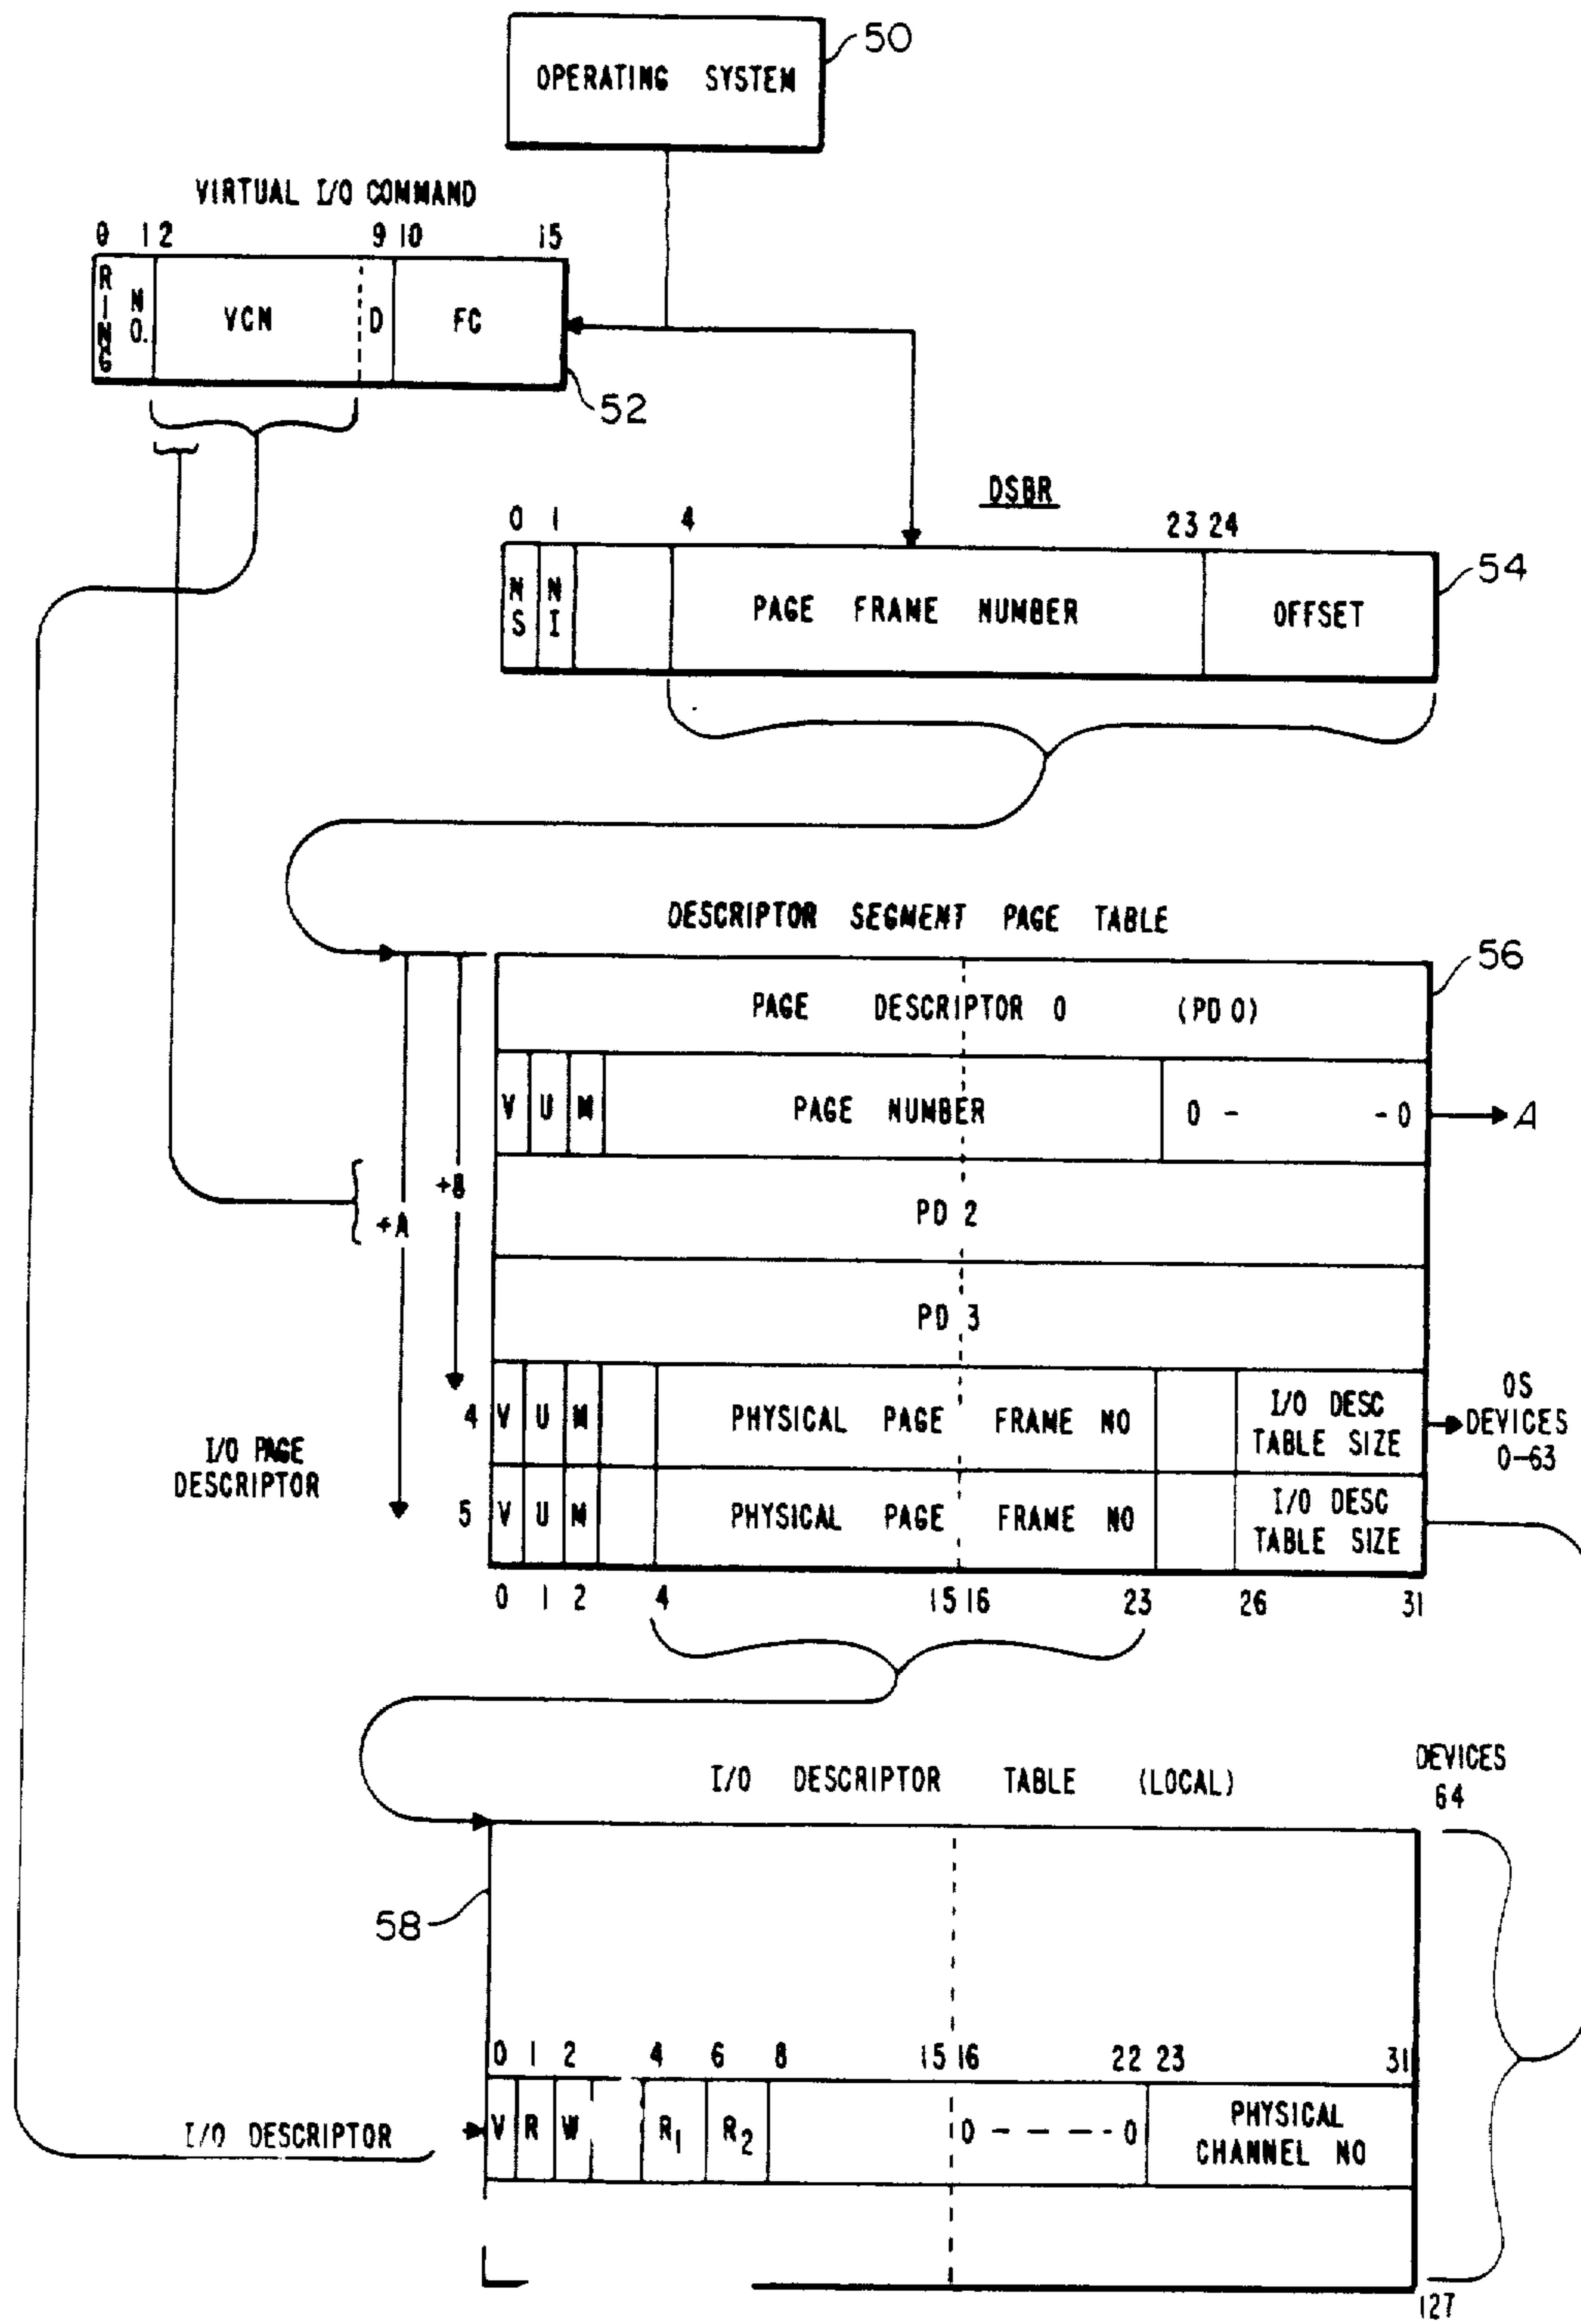 50
OPERATING SYSTEM
VIRTUAL I/O COMMAND
0 1 2 9 10 15
RING NO. VCN D FC
52
DSBR
0 1 4 23 24
54
NS NI PAGE FRAME NUMBER OFFSET
DESCRIPTOR SEGMENT PAGE TABLE
56
PAGE DESCRIPTOR 0 (PD 0)
V U M PAGE NUMBER 0 - - 0 A
+B
PD 2
+A
PD 3
OS
4 V U M PHYSICAL PAGE FRAME NO I/O DESC TABLE SIZE DEVICES
0-63
I/O PAGE
DESCRIPTOR
5 V U M PHYSICAL PAGE FRAME NO I/O DESC TABLE SIZE
0 1 2 4 15 16 23 26 31
I/O DESCRIPTOR TABLE (LOCAL)
DEVICES
64
58
0 1 2 4 6 8 15 16 22 23 31
I/O DESCRIPTOR V R W R1 R2 0 - - - - 0 PHYSICAL CHANNEL NO
127